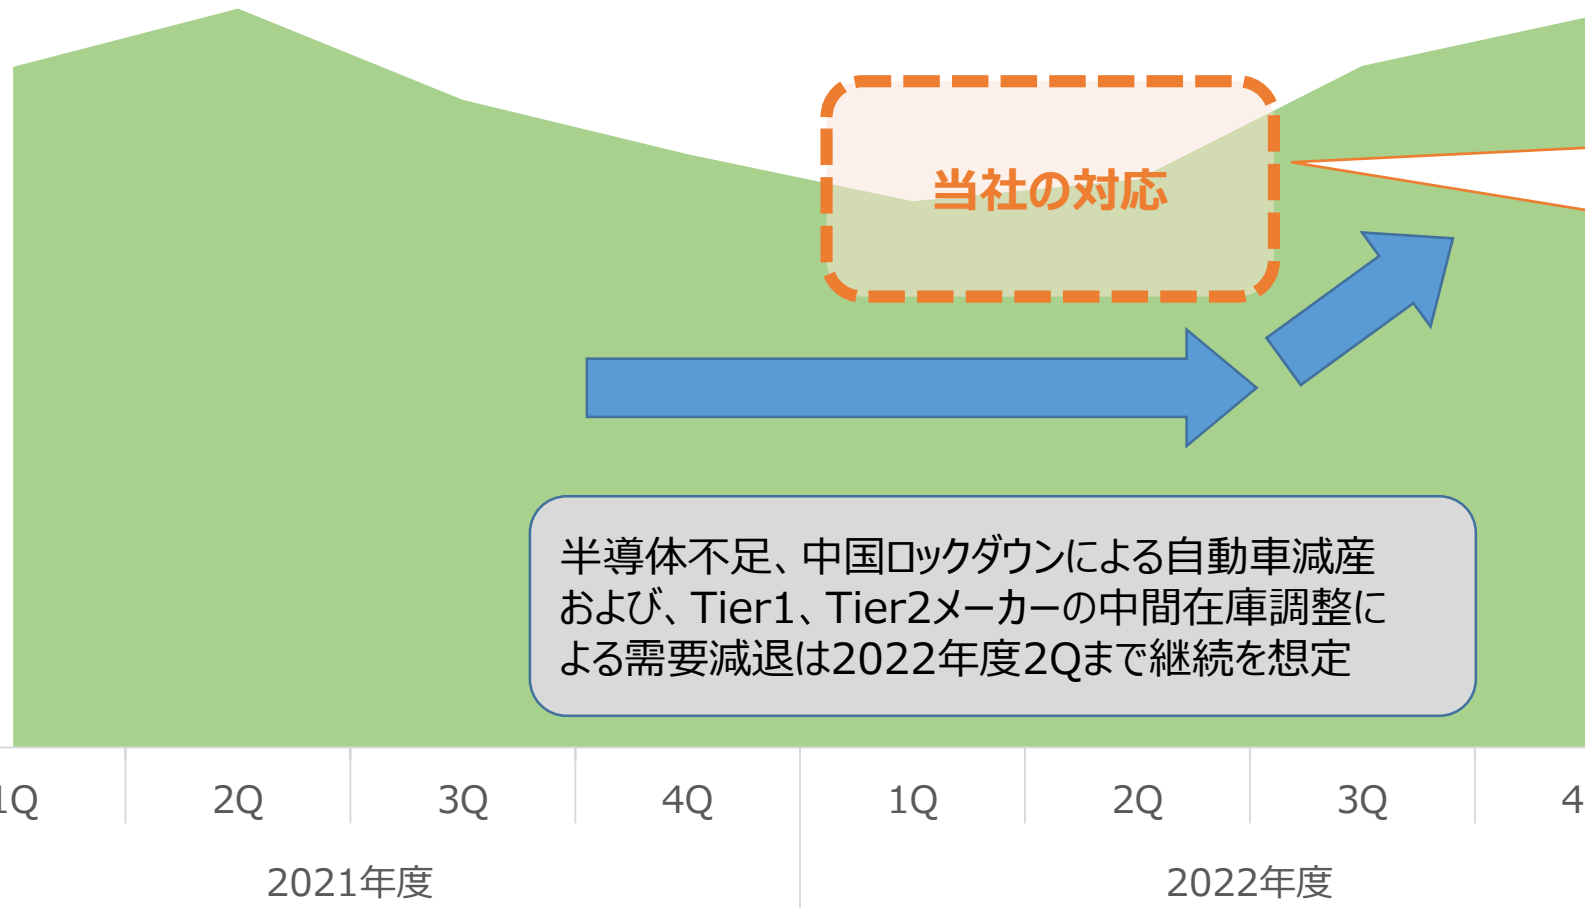 当社の対応
半導体不足、中国ロックダウンによる自動車減産
および、Tier1、Tier2メーカーの中間在庫調整に
よる需要減退は2022年度2Qまで継続を想定
1Q 2Q 3Q 4Q 1Q 2Q 3Q 4
2021年度 2022年度